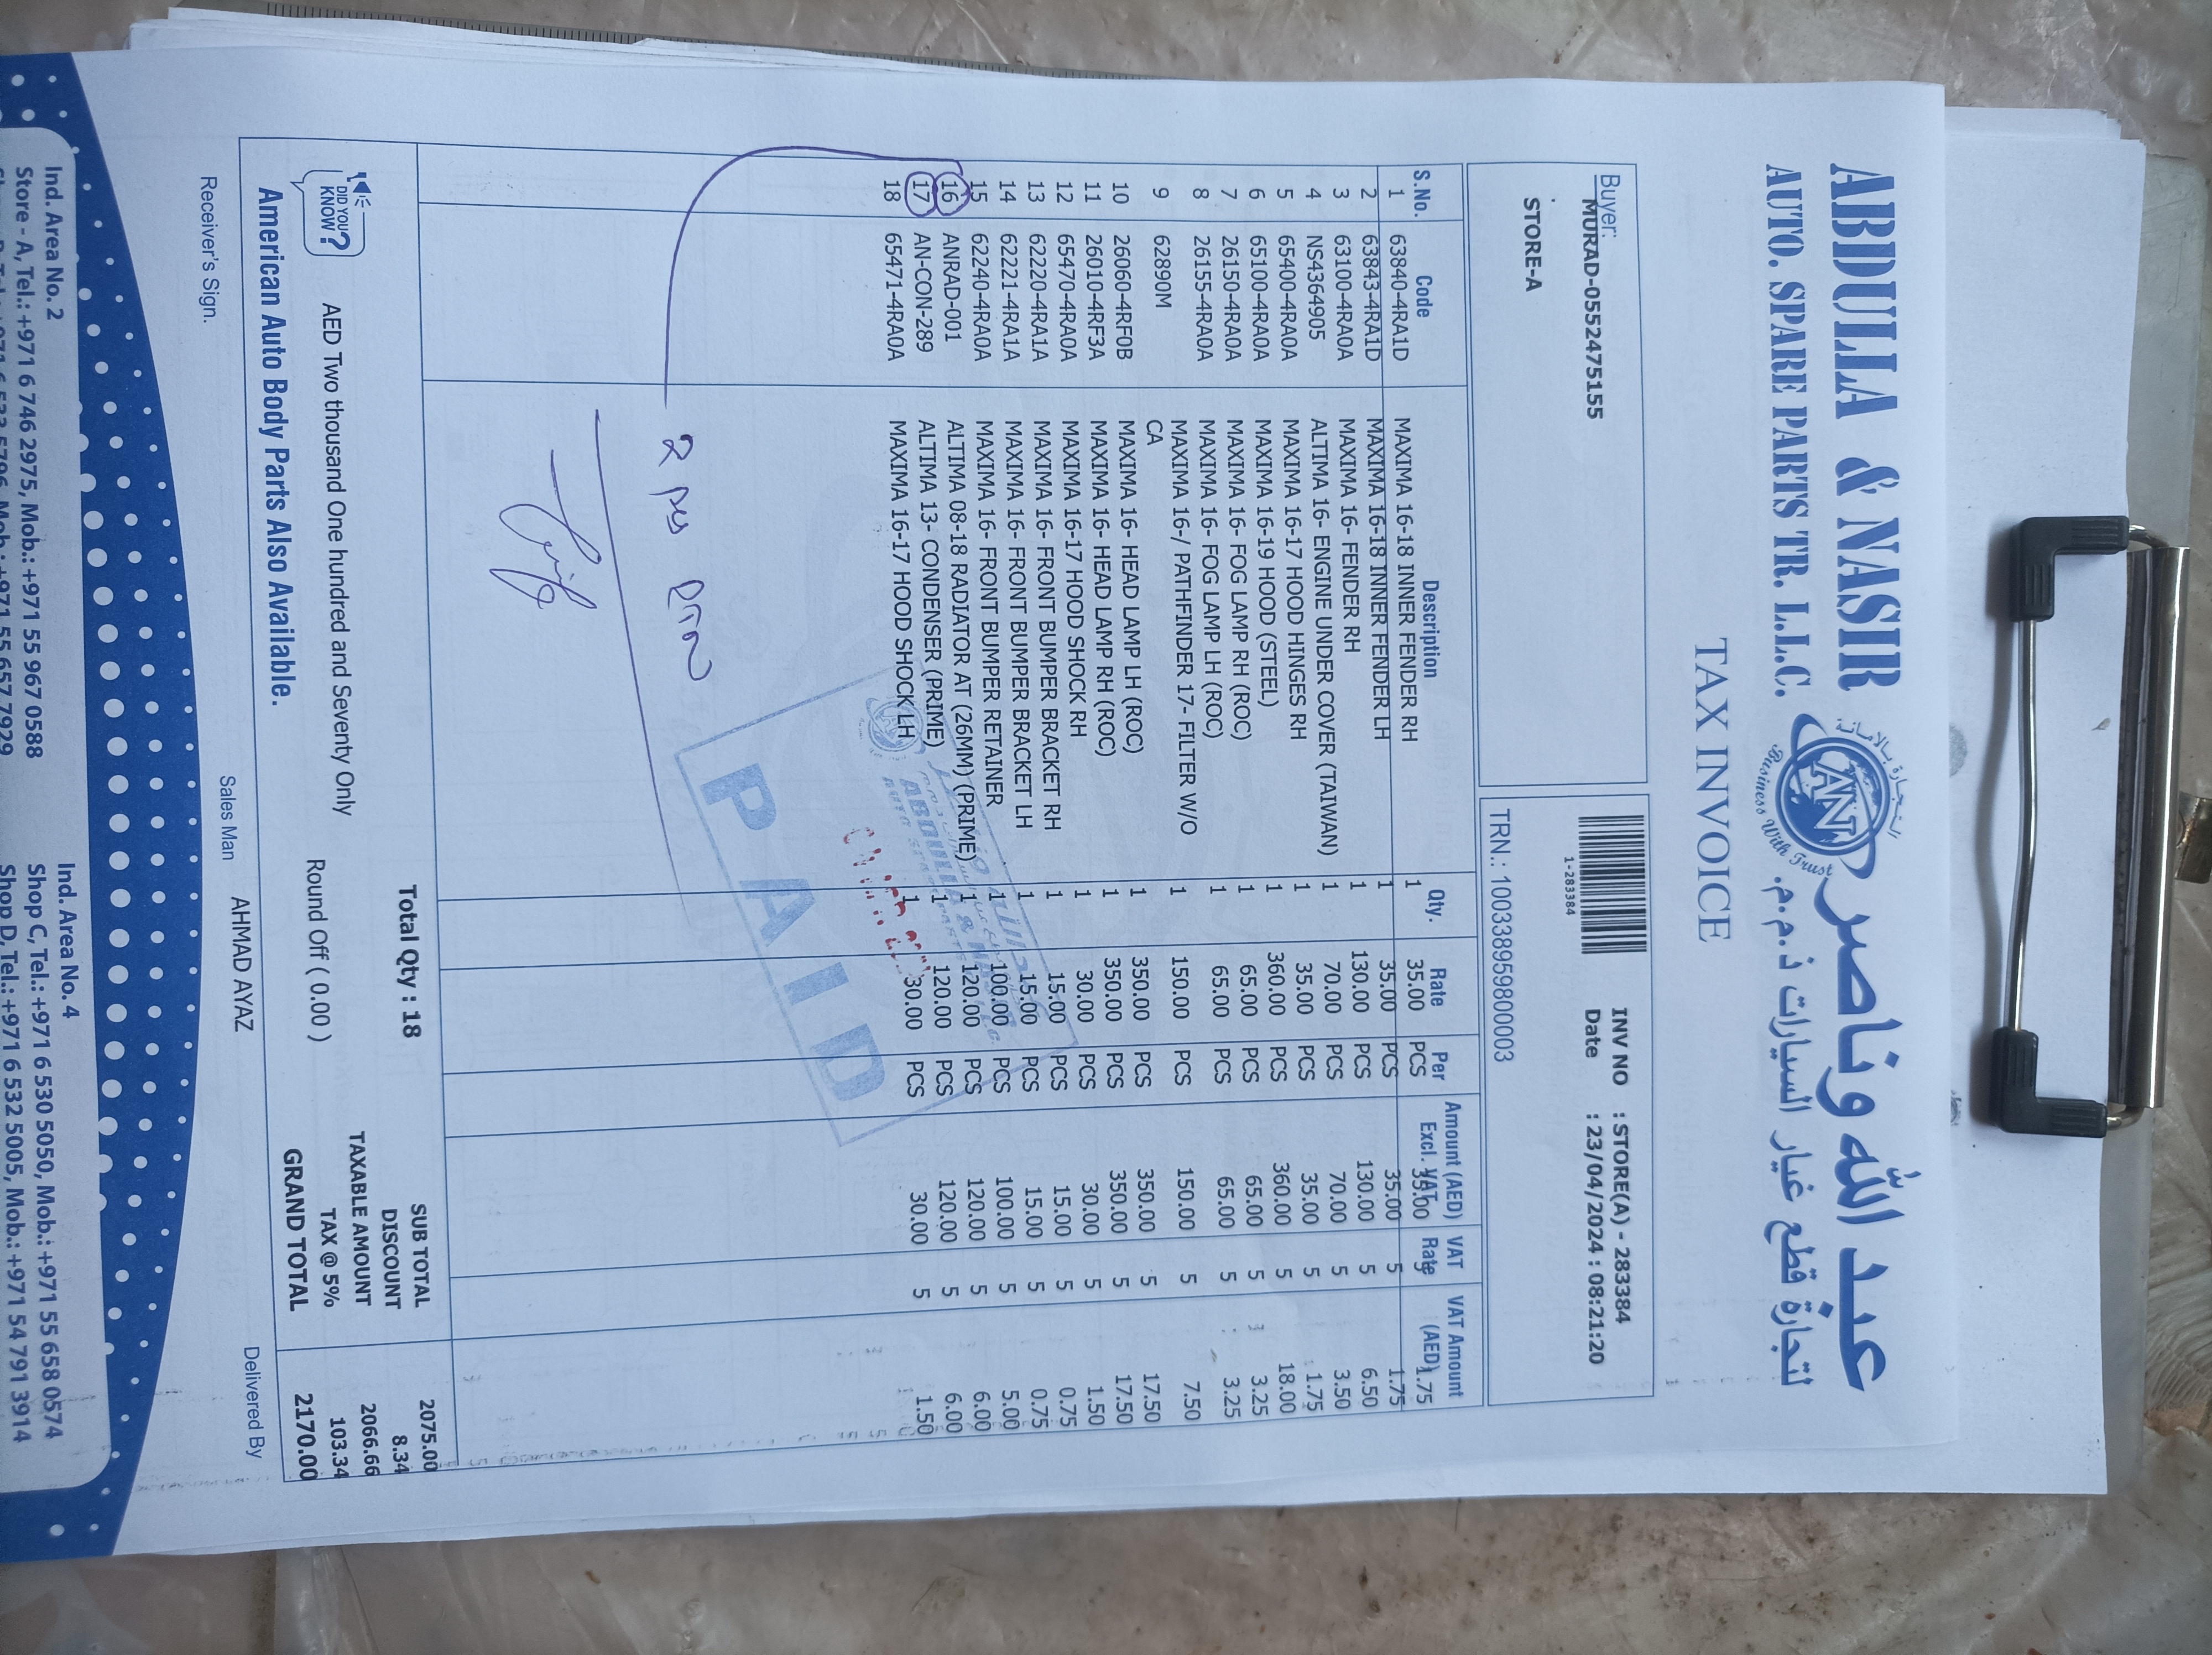 ABDULLA & NASIR عبد الله وناصر
AUTO. SPARE PARTS TR. L.L.C. لتجارة قطع غيار السيارات ذ.م.م.
التجارة بالأمانة
AN
Business With Trust
TAX INVOICE
Buyer:
MURAD-0552475155
STORE-A
1-283384
INV NO : STORE(A) - 283384
Date : 23/04/2024 : 08:21:20
TRN.: 100338959800003
S.No. Code Description Qty. Rate Per Amount (AED) Excl. VAT VAT Rate VAT Amount (AED)
1 63840-4RA1D MAXIMA 16-18 INNER FENDER RH 1 35.00 PCS 35.00 5 1.75
2 63843-4RA1D MAXIMA 16-18 INNER FENDER LH 1 35.00 PCS 35.00 5 1.75
3 63100-4RA0A MAXIMA 16- FENDER RH 1 130.00 PCS 130.00 5 6.50
4 NS4364905 ALTIMA 16- ENGINE UNDER COVER (TAIWAN) 1 70.00 PCS 70.00 5 3.50
5 65400-4RA0A MAXIMA 16-17 HOOD HINGES RH 1 35.00 PCS 35.00 5 1.75
6 65100-4RA0A MAXIMA 16-19 HOOD (STEEL) 1 360.00 PCS 360.00 5 18.00
7 26150-4RA0A MAXIMA 16- FOG LAMP RH (ROC) 1 65.00 PCS 65.00 5 3.25
8 26155-4RA0A MAXIMA 16- FOG LAMP LH (ROC) 1 65.00 PCS 65.00 5 3.25
9 62890M MAXIMA 16-/ PATHFINDER 17- FILTER W/O CA 1 150.00 PCS 150.00 5 7.50
10 26060-4RF0B MAXIMA 16- HEAD LAMP LH (ROC) 1 350.00 PCS 350.00 5 17.50
11 26010-4RF3A MAXIMA 16- HEAD LAMP RH (ROC) 1 350.00 PCS 350.00 5 17.50
12 65470-4RA0A MAXIMA 16-17 HOOD SHOCK RH 1 30.00 PCS 30.00 5 1.50
13 62220-4RA1A MAXIMA 16- FRONT BUMPER BRACKET RH 1 15.00 PCS 15.00 5 0.75
14 62221-4RA1A MAXIMA 16- FRONT BUMPER BRACKET LH 1 15.00 PCS 15.00 5 0.75
15 62240-4RA0A MAXIMA 16- FRONT BUMPER RETAINER 1 100.00 PCS 100.00 5 5.00
16 ANRAD-001 ALTIMA 08-18 RADIATOR AT (26MM) (PRIME) 1 120.00 PCS 120.00 5 6.00
17 AN-CON-289 ALTIMA 13- CONDENSER (PRIME) 1 120.00 PCS 120.00 5 6.00
18 65471-4RA0A MAXIMA 16-17 HOOD SHOCK LH 1 30.00 PCS 30.00 5 1.50
PAID
2 pcs
Total Qty : 18
SUB TOTAL 2075.00
DISCOUNT 8.34
TAXABLE AMOUNT 2066.66
TAX @ 5% 103.34
GRAND TOTAL 2170.00
DID YOU KNOW?
AED Two thousand One hundred and Seventy Only
Round Off ( 0.00 )
American Auto Body Parts Also Available.
Receiver's Sign.
Sales Man AHMAD AYAZ
Delivered By
Ind. Area No. 2
Store - A, Tel.: +971 6 746 2975, Mob.: +971 55 967 0588
Ind. Area No. 4
Shop C, Tel.: +971 6 530 5050, Mob.: +971 55 658 0574
Shop D, Tel.: +971 6 532 5005, Mob.: +971 54 791 3914